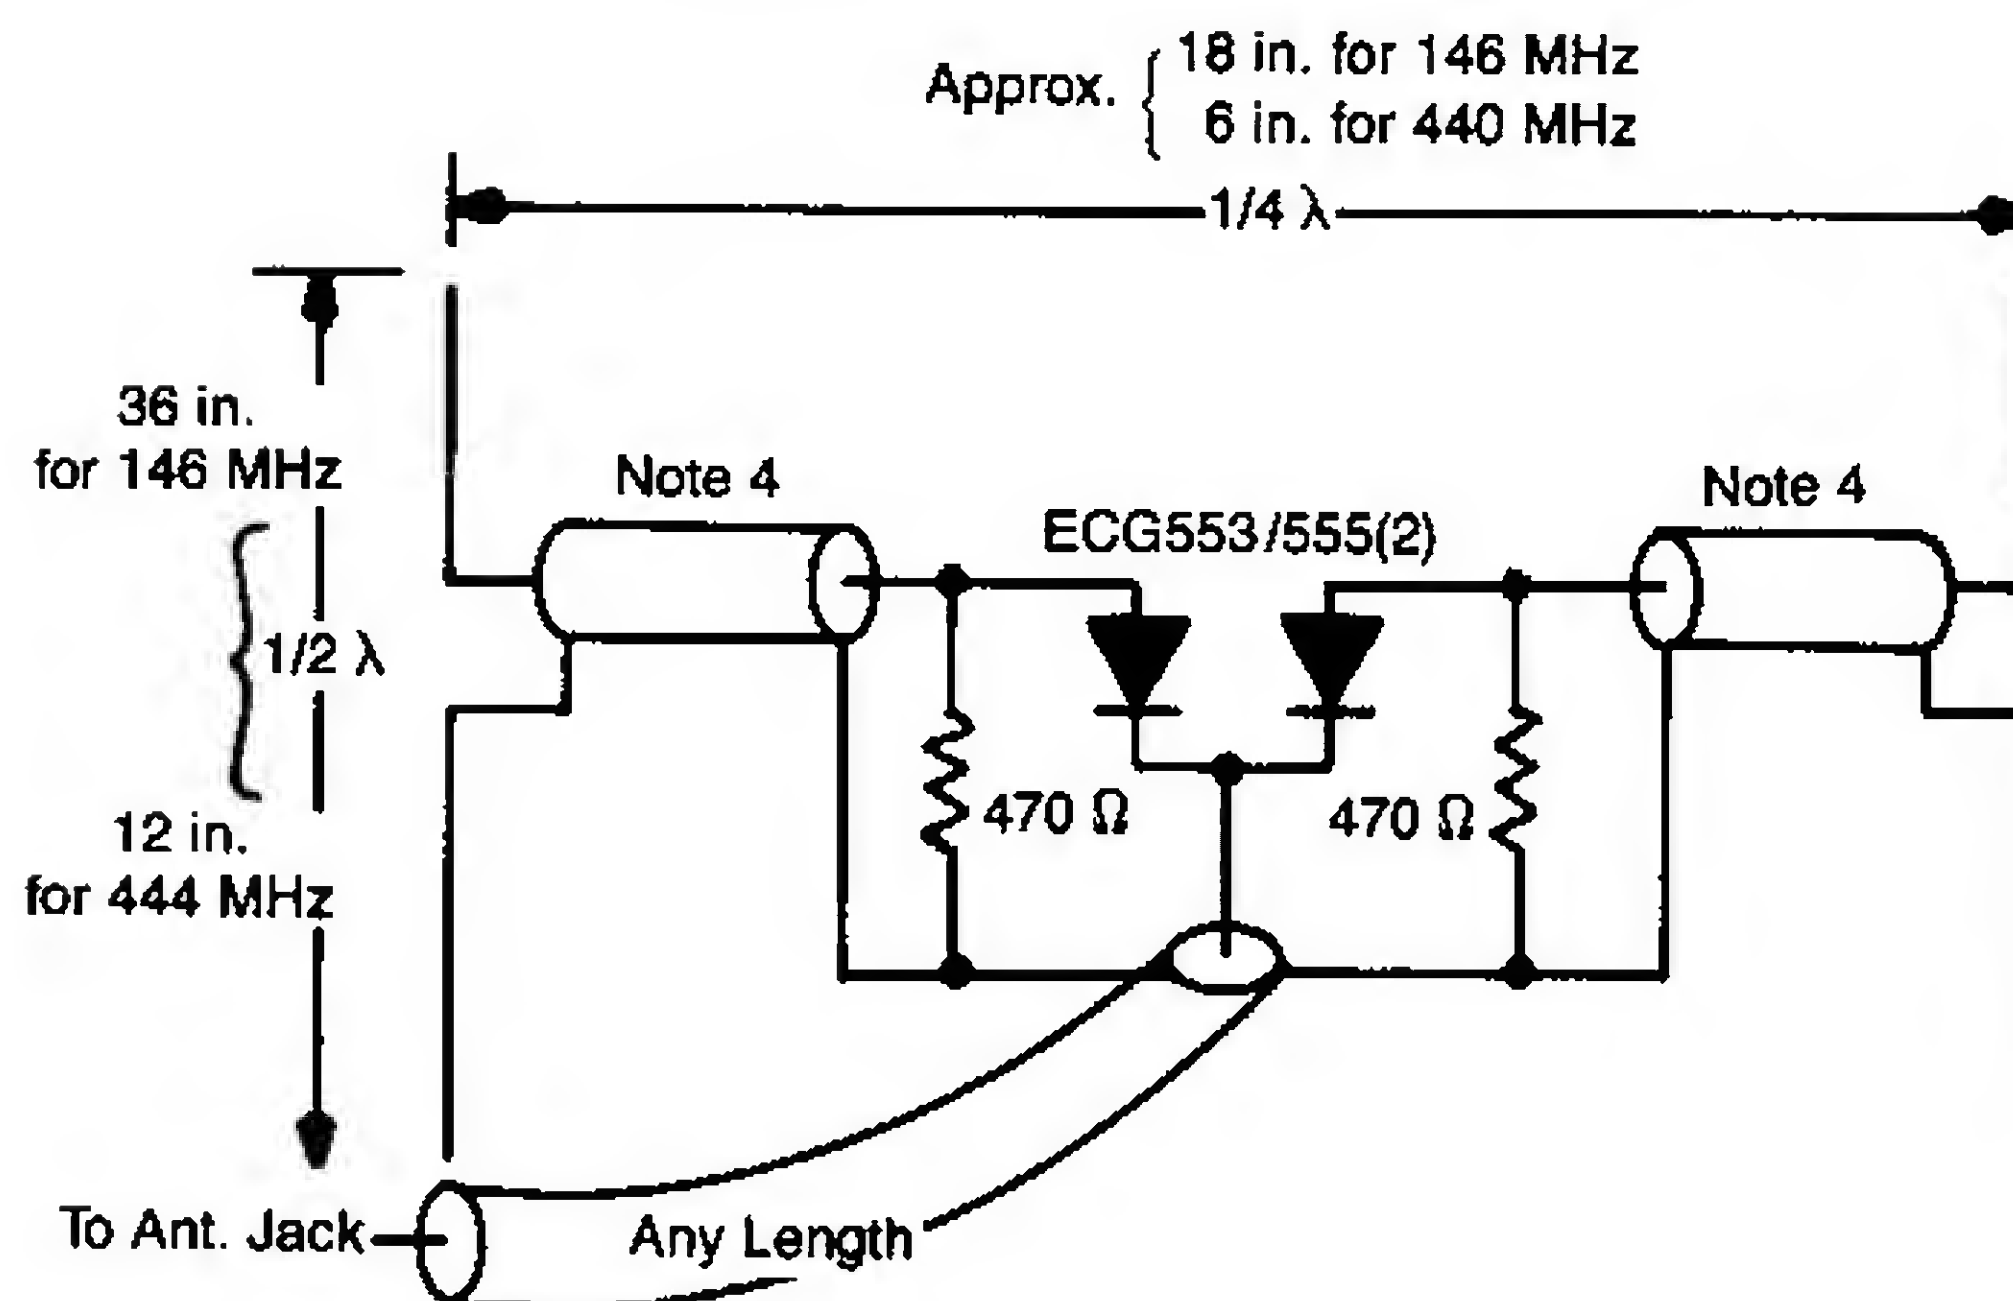 Approx. { 18 in. for 146 MHz
6 in. for 440 MHz
1/4 λ
36 in.
for 146 MHz
1/2 λ
12 in.
for 444 MHz
Note 4
ECG553/555(2)
Note 4
470 Ω
470 Ω
To Ant. Jack
Any Length